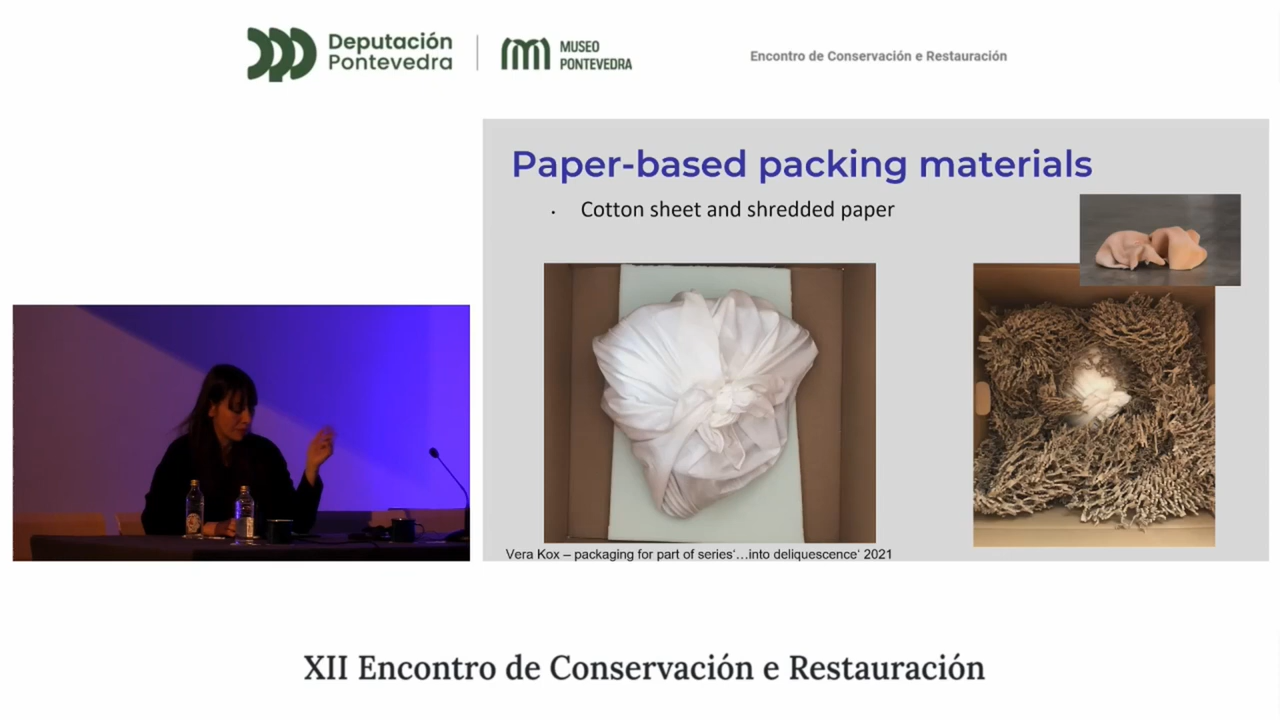 Deputación
Pontevedra
MUSEO
PONTEVEDRA
Encontro de Conservación e Restauración
Paper-based packing materials
• Cotton sheet and shredded paper
Vera Kox – packaging for part of series‘...into deliquescence‘ 2021
XII Encontro de Conservación e Restauración